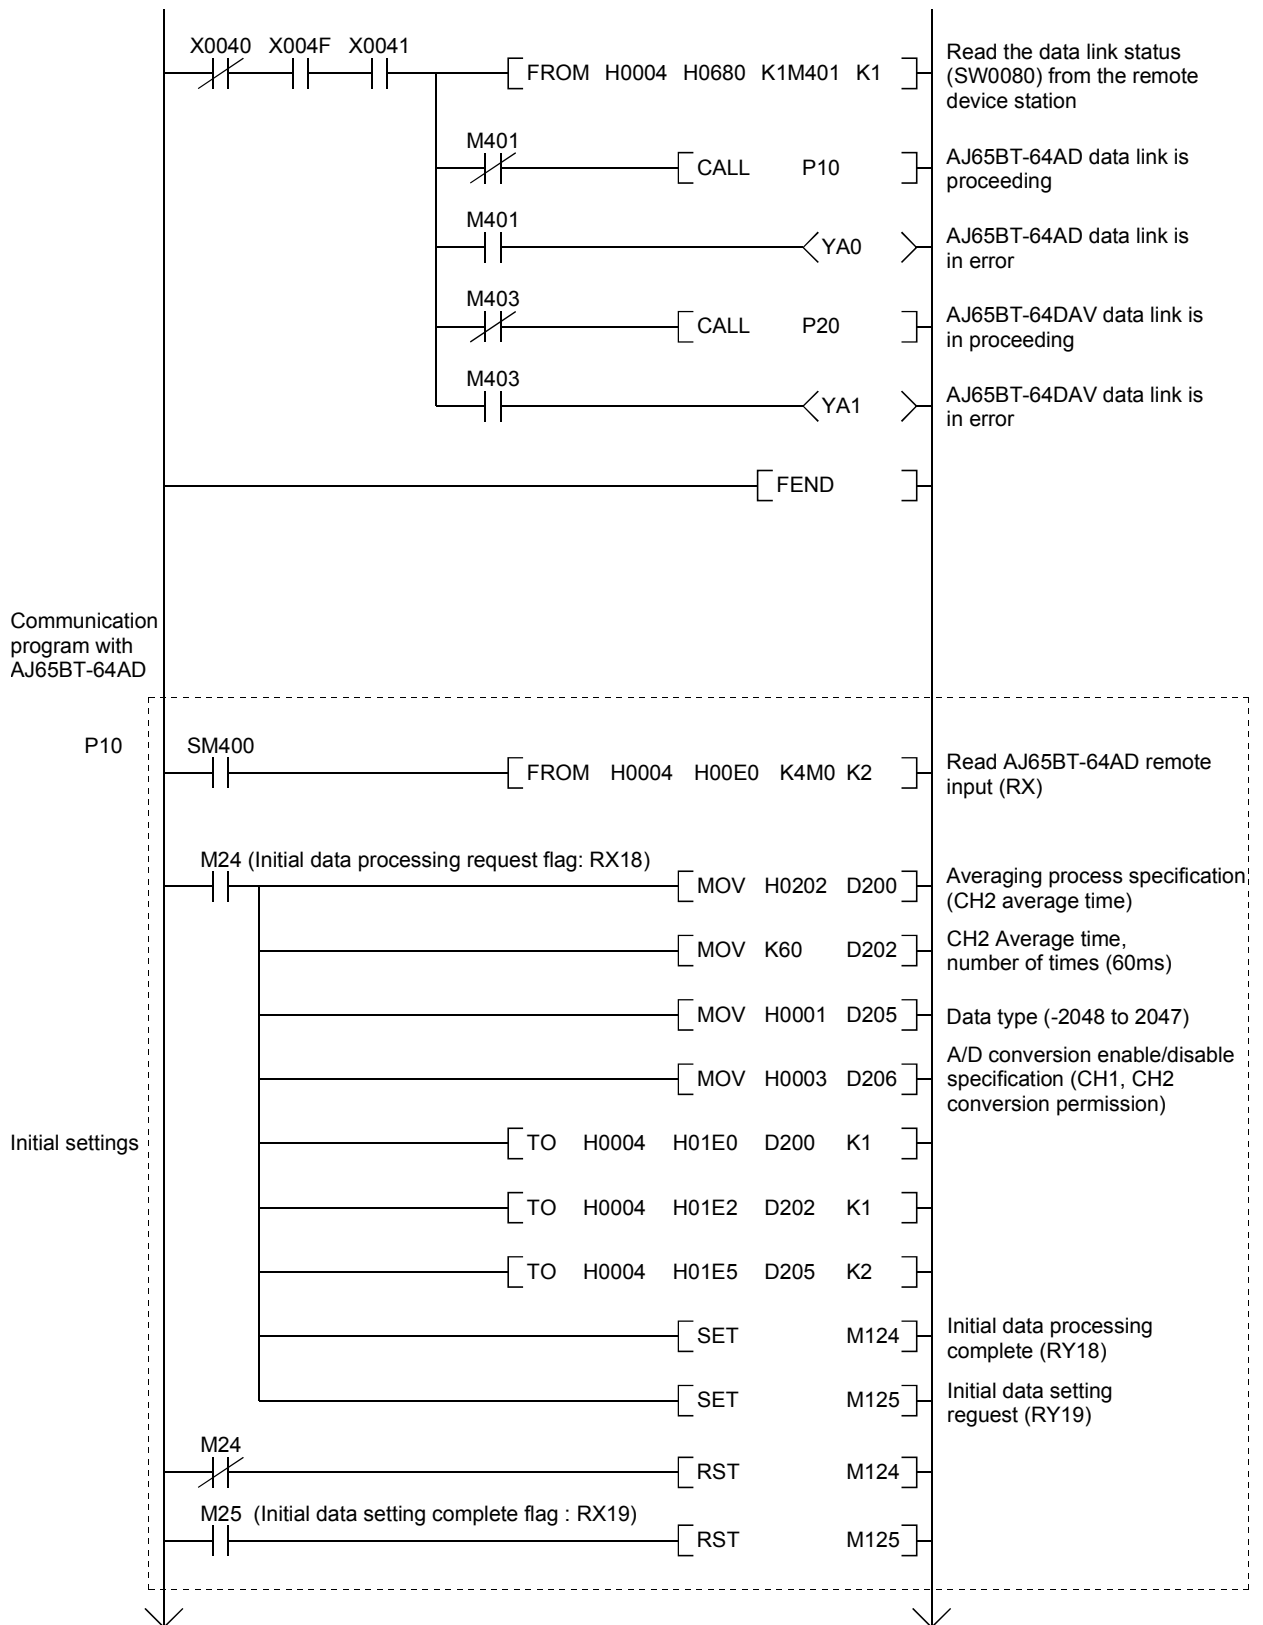 X0040 X004F X0041
FROM H0004 H0680 K1M401 K1
Read the data link status
(SW0080) from the remote
device station
M401
CALL P10
AJ65BT-64AD data link is
proceeding
M401
YA0
AJ65BT-64AD data link is
in error
M403
CALL P20
AJ65BT-64DAV data link is
in proceeding
M403
YA1
AJ65BT-64DAV data link is
in error
FEND
Communication
program with
AJ65BT-64AD
P10
SM400
FROM H0004 H00E0 K4M0 K2
Read AJ65BT-64AD remote
input (RX)
M24 (Initial data processing request flag: RX18)
MOV H0202 D200
Averaging process specification
(CH2 average time)
MOV K60 D202
CH2 Average time,
number of times (60ms)
MOV H0001 D205
Data type (-2048 to 2047)
MOV H0003 D206
A/D conversion enable/disable
specification (CH1, CH2
conversion permission)
Initial settings
TO H0004 H01E0 D200 K1
TO H0004 H01E2 D202 K1
TO H0004 H01E5 D205 K2
SET M124
Initial data processing
complete (RY18)
SET M125
Initial data setting
reguest (RY19)
M24
RST M124
M25 (Initial data setting complete flag : RX19)
RST M125